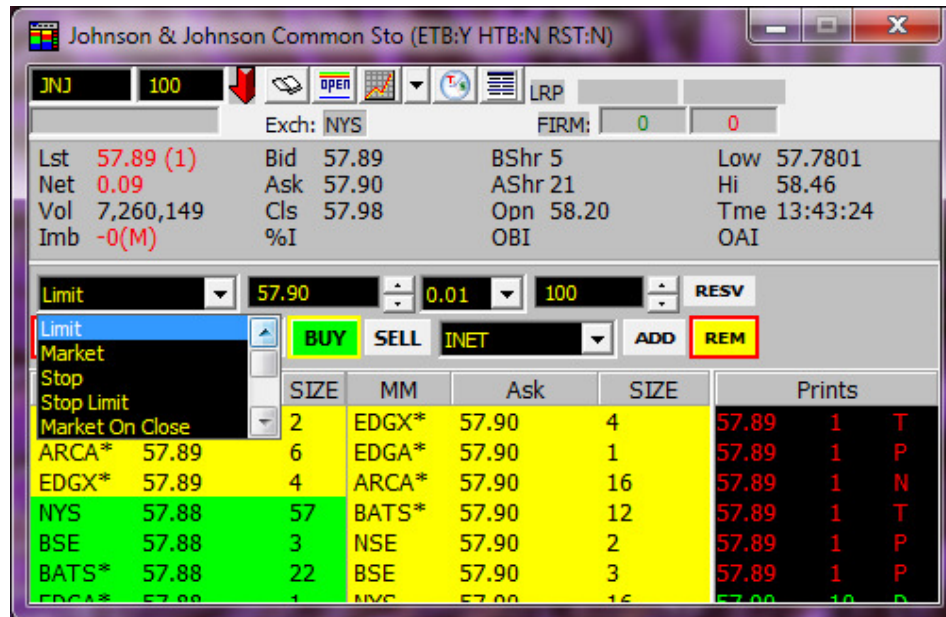 Johnson & Johnson Common Sto (ETB:Y HTB:N RST:N)
JNJ 100 OPEN LRP
Exch: NYS FIRM: 0 0
Lst 57.89 (1) Bid 57.89 BShr 5 Low 57.7801
Net 0.09 Ask 57.90 AShr 21 Hi 58.46
Vol 7,260,149 Cls 57.98 Opn 58.20 Tme 13:43:24
Imb -0(M) %I OBI OAI
Limit 57.90 0.01 100 RESV
Limit BUY SELL INET ADD REM
Market
Stop SIZE MM Ask SIZE Prints
Stop Limit
Market On Close 2 EDGX* 57.90 4 57.89 1 T
ARCA* 57.89 6 EDGA* 57.90 1 57.89 1 P
EDGX* 57.89 4 ARCA* 57.90 16 57.89 1 N
NYS 57.88 57 BATS* 57.90 12 57.89 1 T
BSE 57.88 3 NSE 57.90 2 57.89 1 P
BATS* 57.88 22 BSE 57.90 3 57.89 1 P